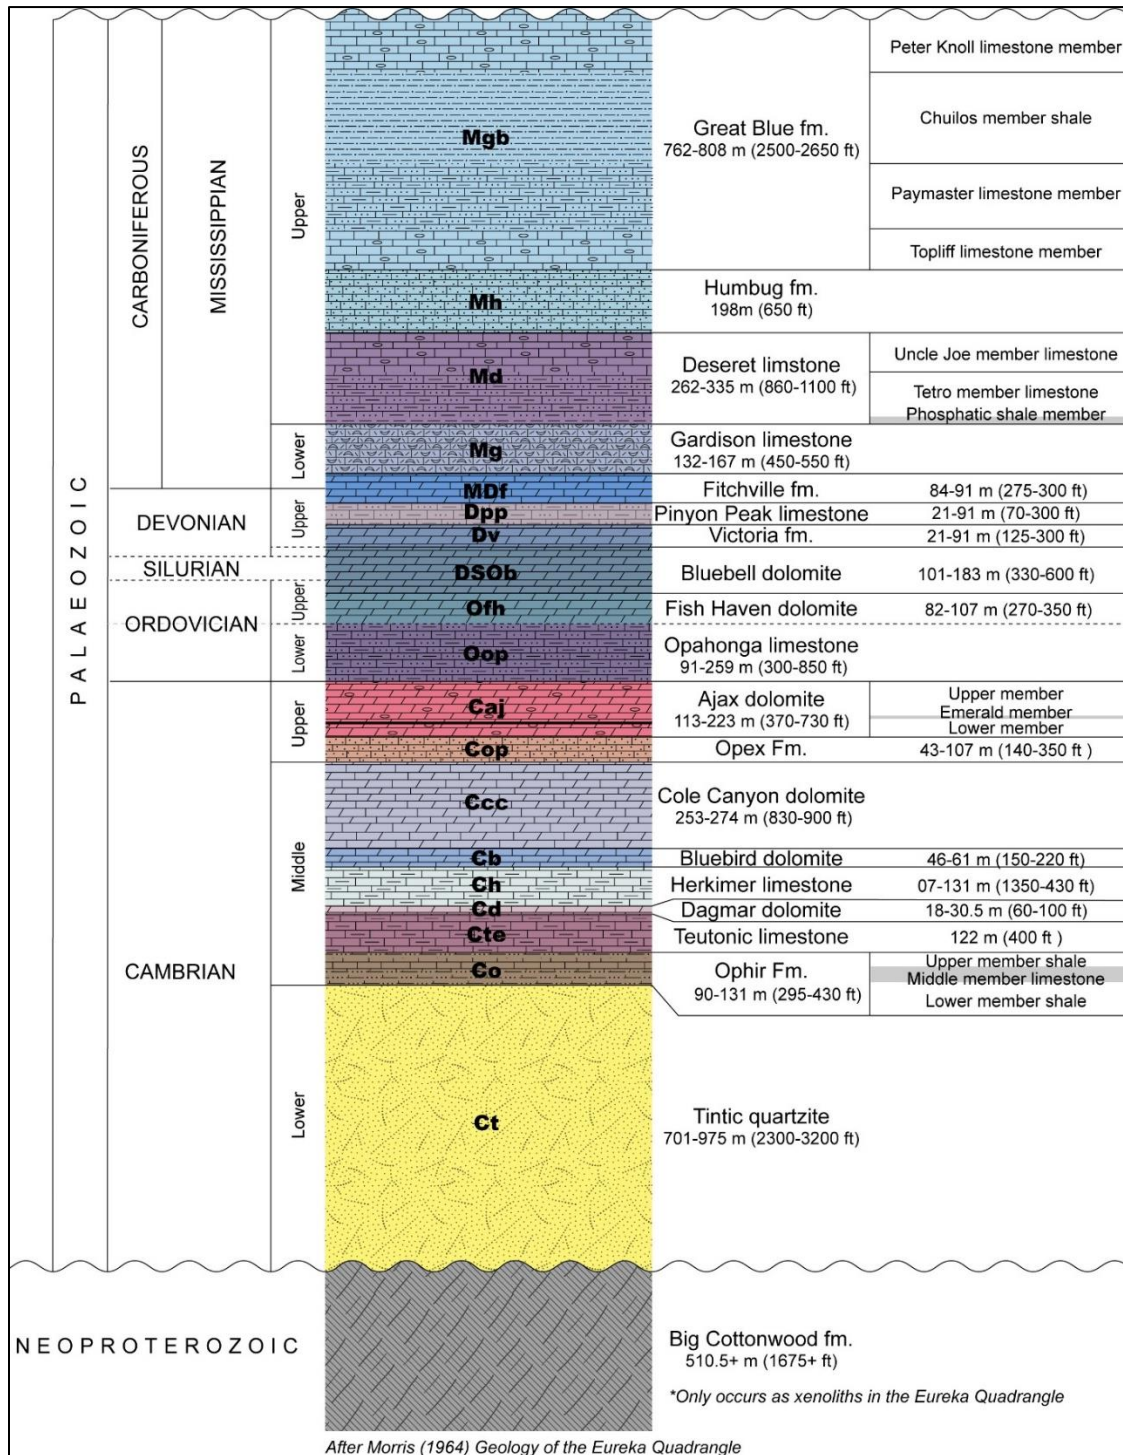 PALAEOZOIC
CARBONIFEROUS
MISSISSIPPIAN
Upper
Mgb
Great Blue fm.
762-808 m (2500-2650 ft)
Peter Knoll limestone member
Chuilos member shale
Paymaster limestone member
Topliff limestone member
Mh
Humbug fm.
198m (650 ft)
Md
Deseret limstone
262-335 m (860-1100 ft)
Uncle Joe member limestone
Tetro member limestone
Phosphatic shale member
Lower
Mg
Gardison limestone
132-167 m (450-550 ft)
MDf
Fitchville fm.
84-91 m (275-300 ft)
DEVONIAN
Upper
Dpp
Pinyon Peak limestone
21-91 m (70-300 ft)
Dv
Victoria fm.
21-91 m (125-300 ft)
SILURIAN
DSOb
Bluebell dolomite
101-183 m (330-600 ft)
ORDOVICIAN
Upper
Ofh
Fish Haven dolomite
82-107 m (270-350 ft)
Lower
Oop
Opahonga limestone
91-259 m (300-850 ft)
CAMBRIAN
Upper
Caj
Ajax dolomite
113-223 m (370-730 ft)
Upper member
Emerald member
Lower member
Cop
Opex Fm.
43-107 m (140-350 ft )
Middle
Ccc
Cole Canyon dolomite
253-274 m (830-900 ft)
Cb
Bluebird dolomite
46-61 m (150-220 ft)
Ch
Herkimer limestone
07-131 m (1350-430 ft)
Cd
Dagmar dolomite
18-30.5 m (60-100 ft)
Cte
Teutonic limestone
122 m (400 ft )
Co
Ophir Fm.
90-131 m (295-430 ft)
Upper member shale
Middle member limestone
Lower member shale
Lower
Ct
Tintic quartzite
701-975 m (2300-3200 ft)
NEOPROTEROZOIC
Big Cottonwood fm.
510.5+ m (1675+ ft)
*Only occurs as xenoliths in the Eureka Quadrangle
After Morris (1964) Geology of the Eureka Quadrangle